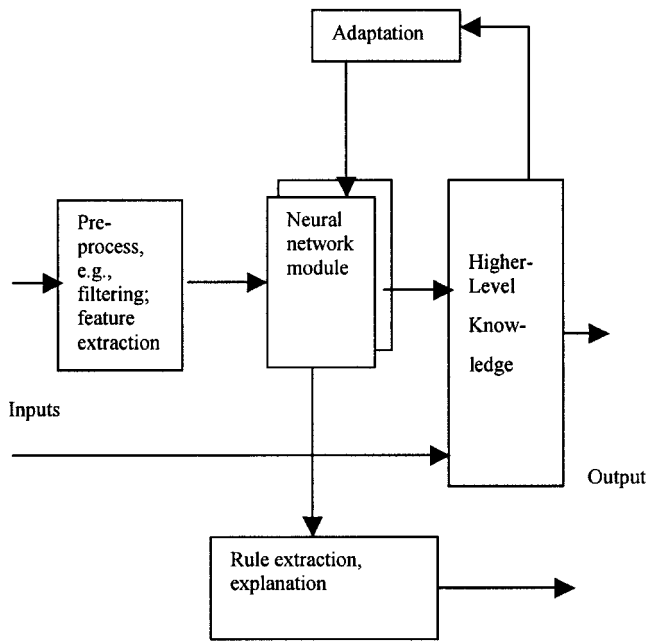 Adaptation
Pre-
process,
e.g.,
filtering;
feature
extraction
Neural
network
module
Higher-
Level
Know-
ledge
Inputs
Output
Rule extraction,
explanation